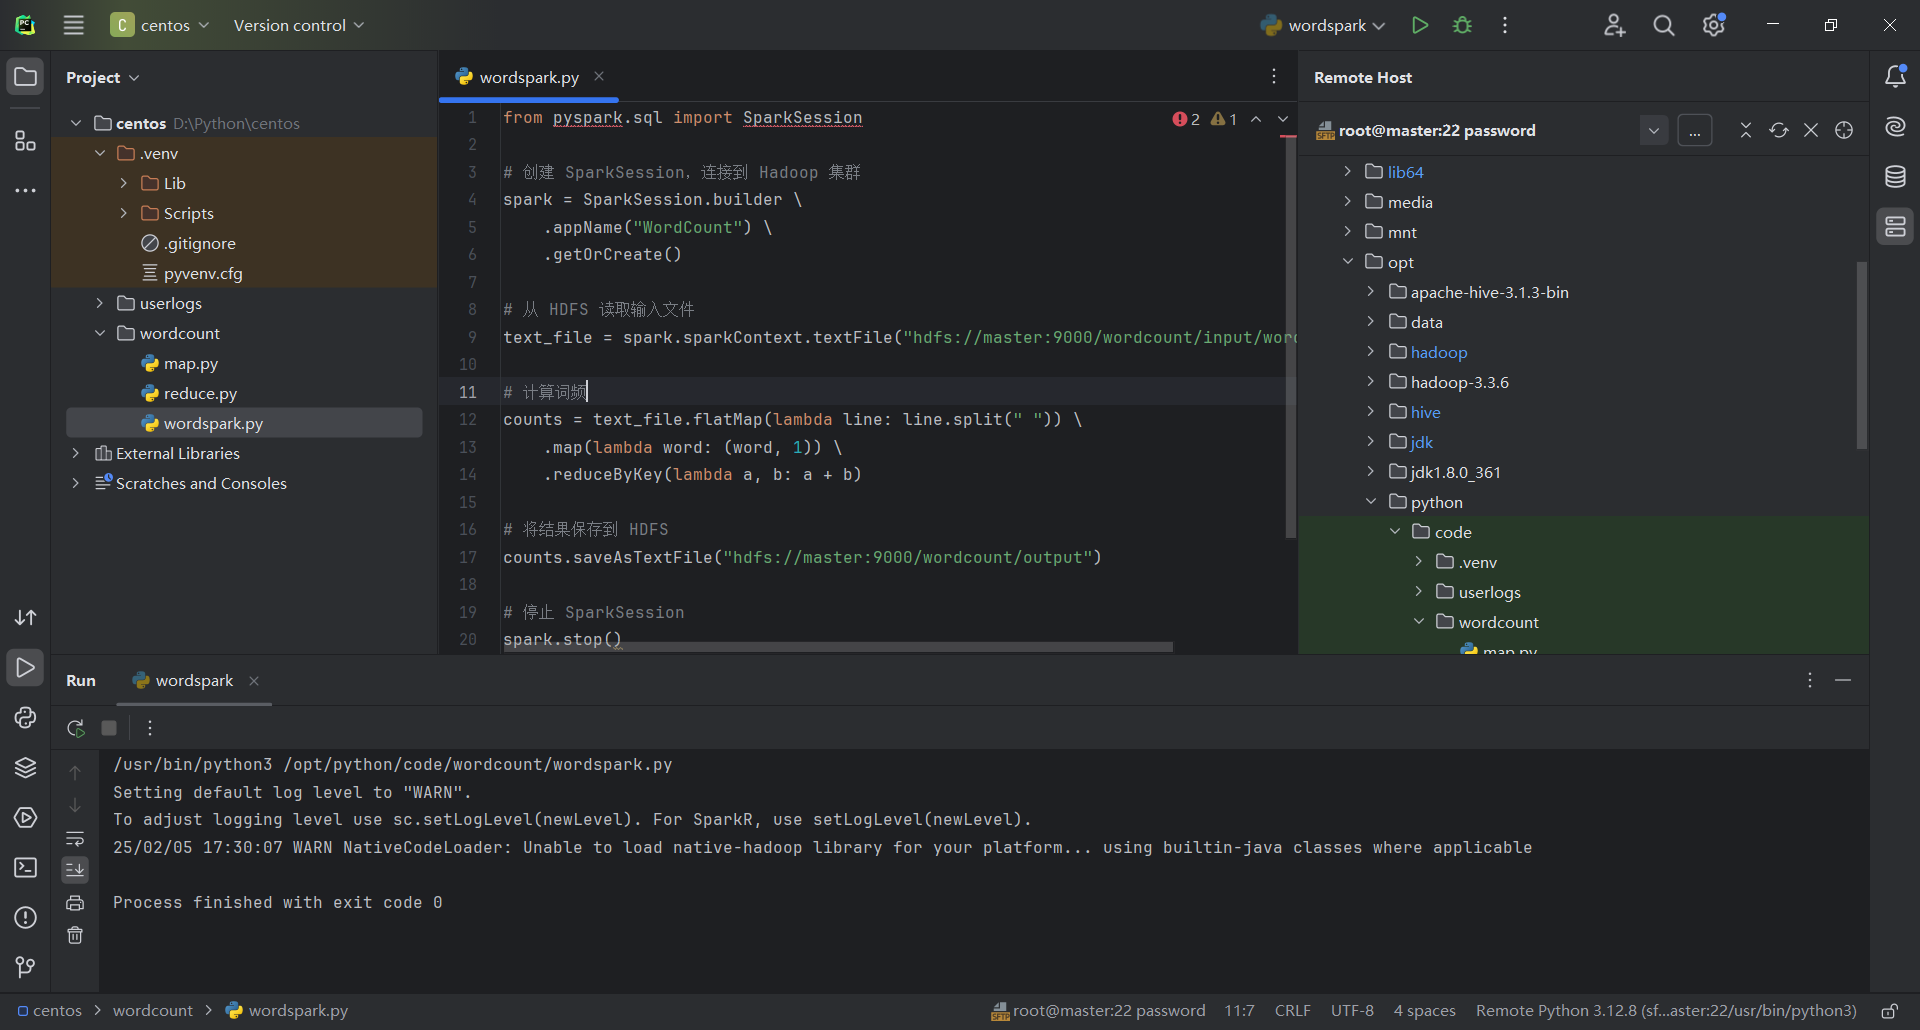 C centos Version control wordspark
Project
centos D:\Python\centos
.venv
Lib
Scripts
.gitignore
pyvenv.cfg
userlogs
wordcount
map.py
reduce.py
wordspark.py
External Libraries
Scratches and Consoles
wordspark.py
2 1
1 from pyspark.sql import SparkSession
2
3 # 创建 SparkSession，连接到 Hadoop 集群
4 spark = SparkSession.builder \
5 .appName("WordCount") \
6 .getOrCreate()
7
8 # 从 HDFS 读取输入文件
9 text_file = spark.sparkContext.textFile("hdfs://master:9000/wordcount/input/word
10
11 # 计算词频
12 counts = text_file.flatMap(lambda line: line.split(" ")) \
13 .map(lambda word: (word, 1)) \
14 .reduceByKey(lambda a, b: a + b)
15
16 # 将结果保存到 HDFS
17 counts.saveAsTextFile("hdfs://master:9000/wordcount/output")
18
19 # 停止 SparkSession
20 spark.stop()
Remote Host
root@master:22 password ...
lib64
media
mnt
opt
apache-hive-3.1.3-bin
data
hadoop
hadoop-3.3.6
hive
jdk
jdk1.8.0_361
python
code
.venv
userlogs
wordcount
map.py
Run wordspark
/usr/bin/python3 /opt/python/code/wordcount/wordspark.py
Setting default log level to "WARN".
To adjust logging level use sc.setLogLevel(newLevel). For SparkR, use setLogLevel(newLevel).
25/02/05 17:30:07 WARN NativeCodeLoader: Unable to load native-hadoop library for your platform... using builtin-java classes where applicable
Process finished with exit code 0
centos > wordcount > wordspark.py
root@master:22 password 11:7 CRLF UTF-8 4 spaces Remote Python 3.12.8 (sf...aster:22/usr/bin/python3)